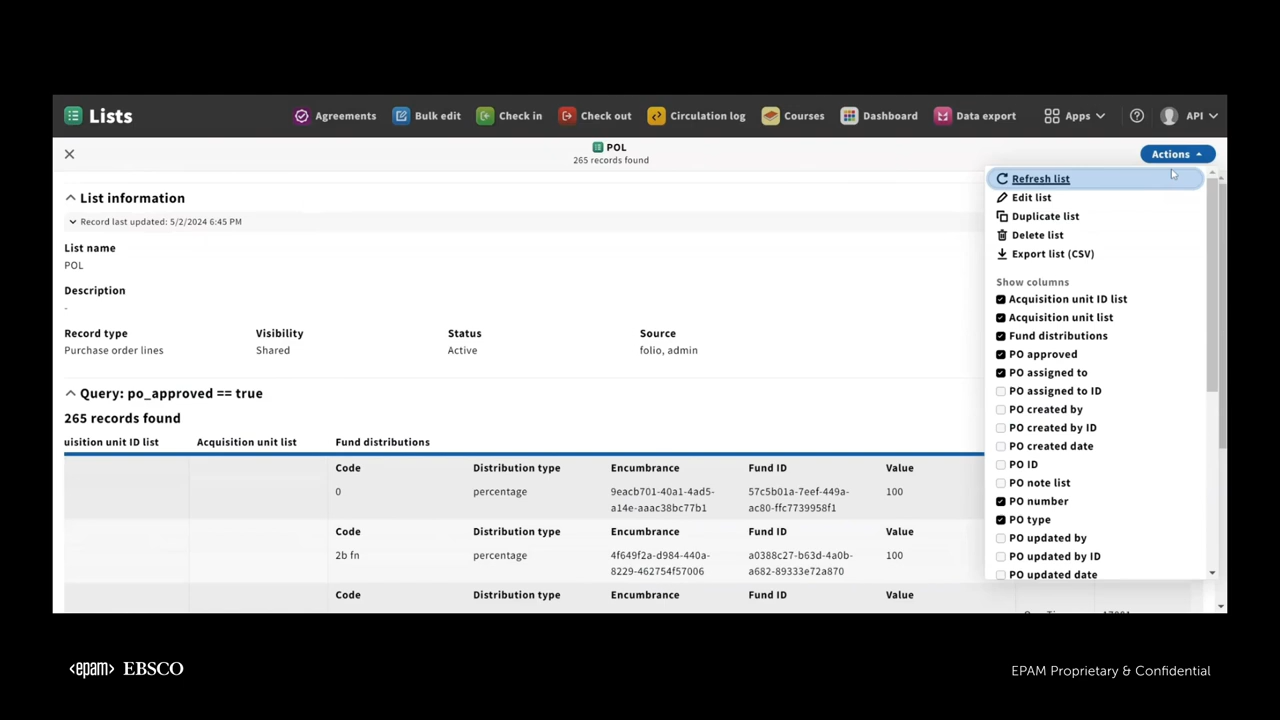 Lists
Agreements
Bulk edit
Check in
Check out
Circulation log
Courses
Dashboard
Data export
Apps
API
POL
265 records found
Actions
List information
Record last updated: 5/2/2024 6:45 PM
List name
POL
Description
-
Record type Visibility Status Source
Purchase order lines Shared Active folio, admin
Query: po_approved == true
265 records found
uisition unit ID list Acquisition unit list Fund distributions
Code Distribution type Encumbrance Fund ID Value
0 percentage 9eacb701-40a1-4ad5- 57c5b01a-7eef-449a- 100
a14e-aaac38bc77b1 ac80-ffc7739958f1
Code Distribution type Encumbrance Fund ID Value
2b fn percentage 4f649f2a-d984-440a- a0388c27-b63d-4a0b- 100
8229-462754f57006 a682-89333e72a870
Code Distribution type Encumbrance Fund ID Value
Refresh list
Edit list
Duplicate list
Delete list
Export list (CSV)
Show columns
Acquisition unit ID list
Acquisition unit list
Fund distributions
PO approved
PO assigned to
PO assigned to ID
PO created by
PO created by ID
PO created date
PO ID
PO note list
PO number
PO type
PO updated by
PO updated by ID
PO updated date
<epam> EBSCO
EPAM Proprietary & Confidential